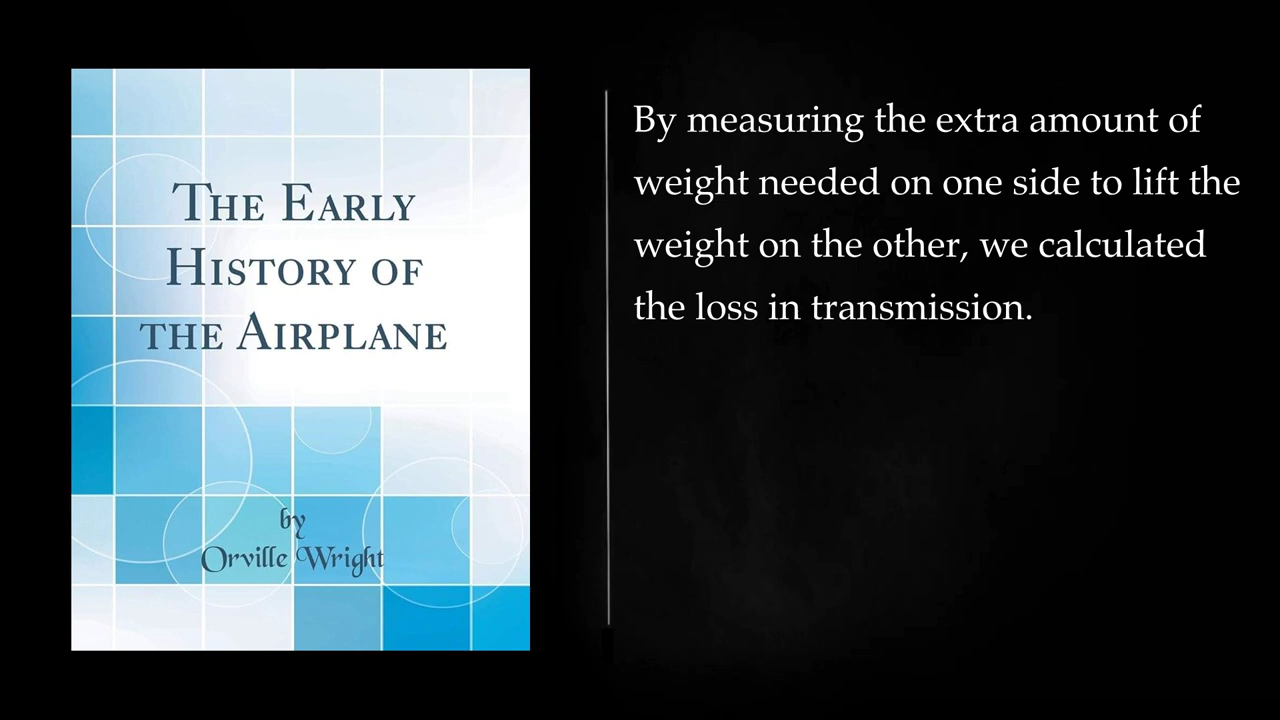 The Early
History of
the Airplane
by
Orville Wright
By measuring the extra amount of
weight needed on one side to lift the
weight on the other, we calculated
the loss in transmission.